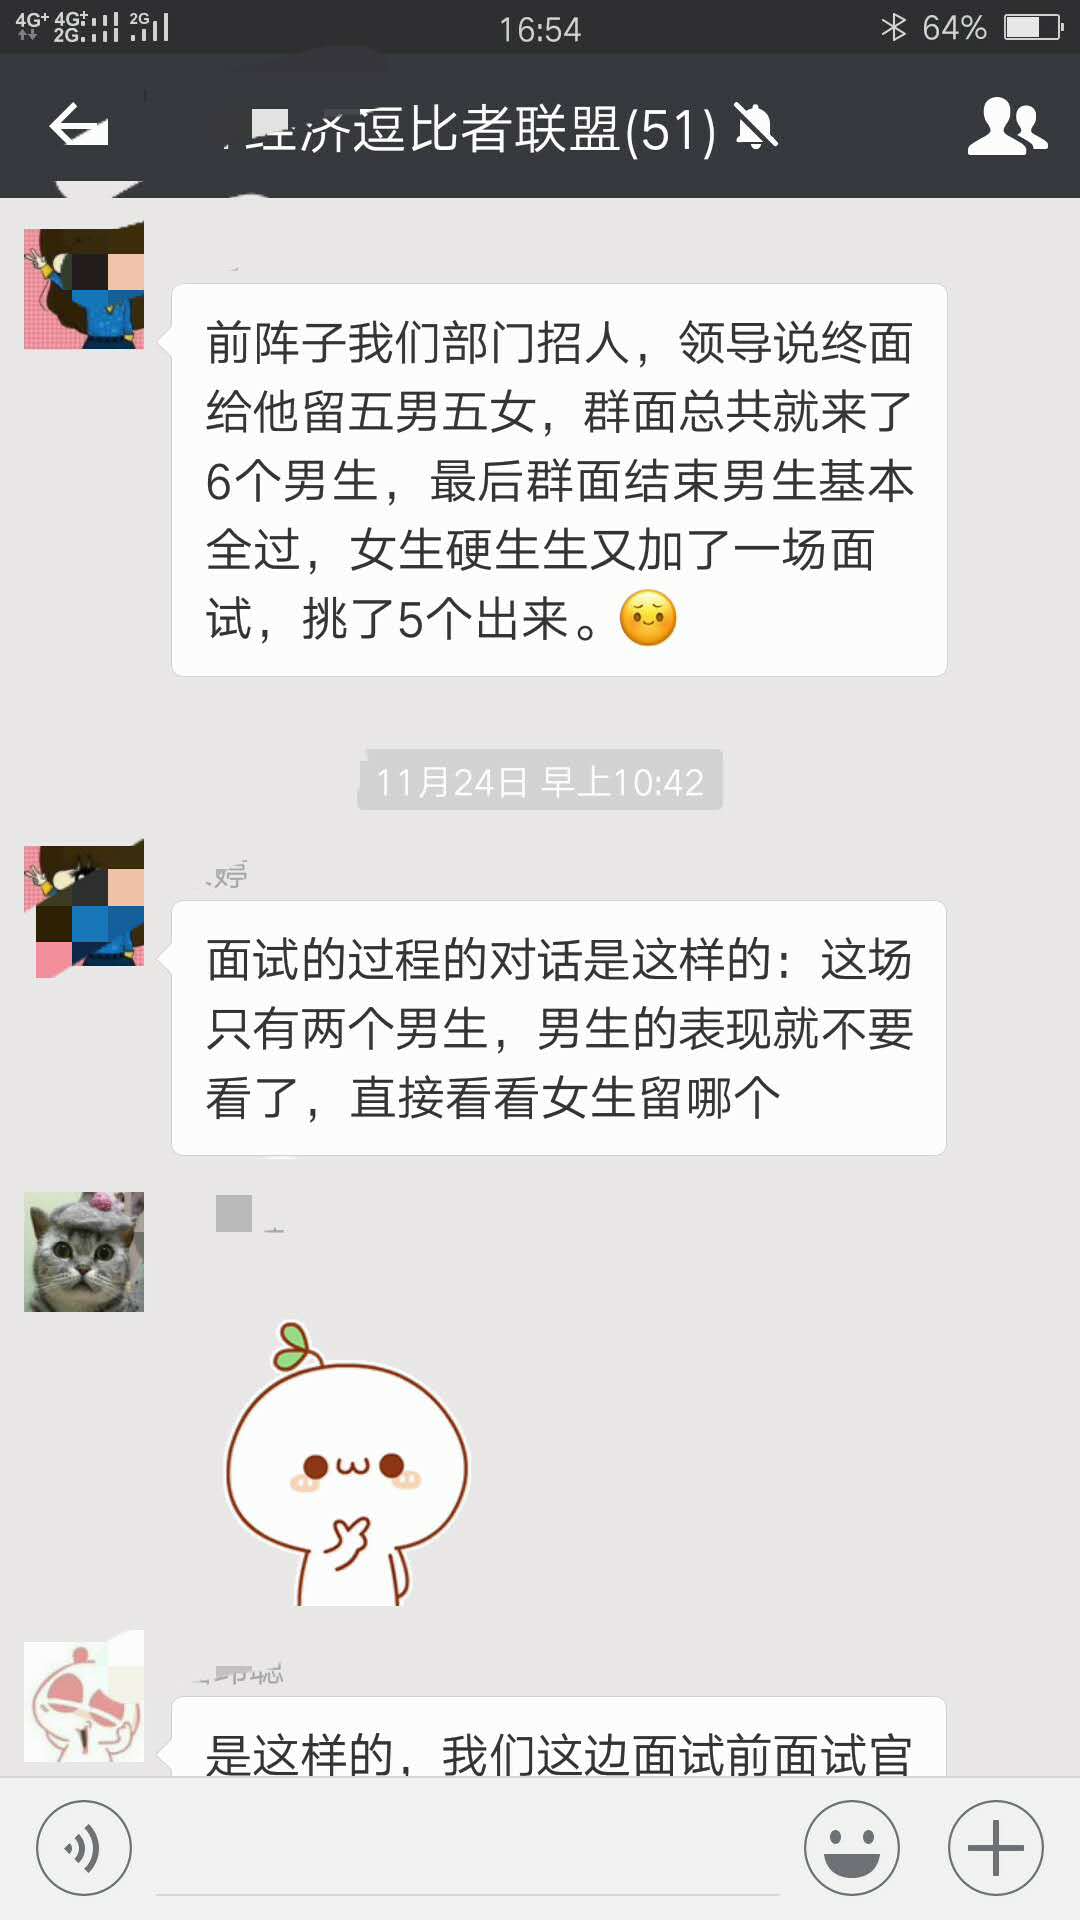 4G+ 4G+ 2G
2G
16:54
64%
经济逗比者联盟(51)
前阵子我们部门招人，领导说终面
给他留五男五女，群面总共就来了
6个男生，最后群面结束男生基本
全过，女生硬生生又加了一场面
试，挑了5个出来。
11月24日 早上10:42
婷
面试的过程的对话是这样的：这场
只有两个男生，男生的表现就不要
看了，直接看看女生留哪个
聪
是这样的，我们这边面试前面试官